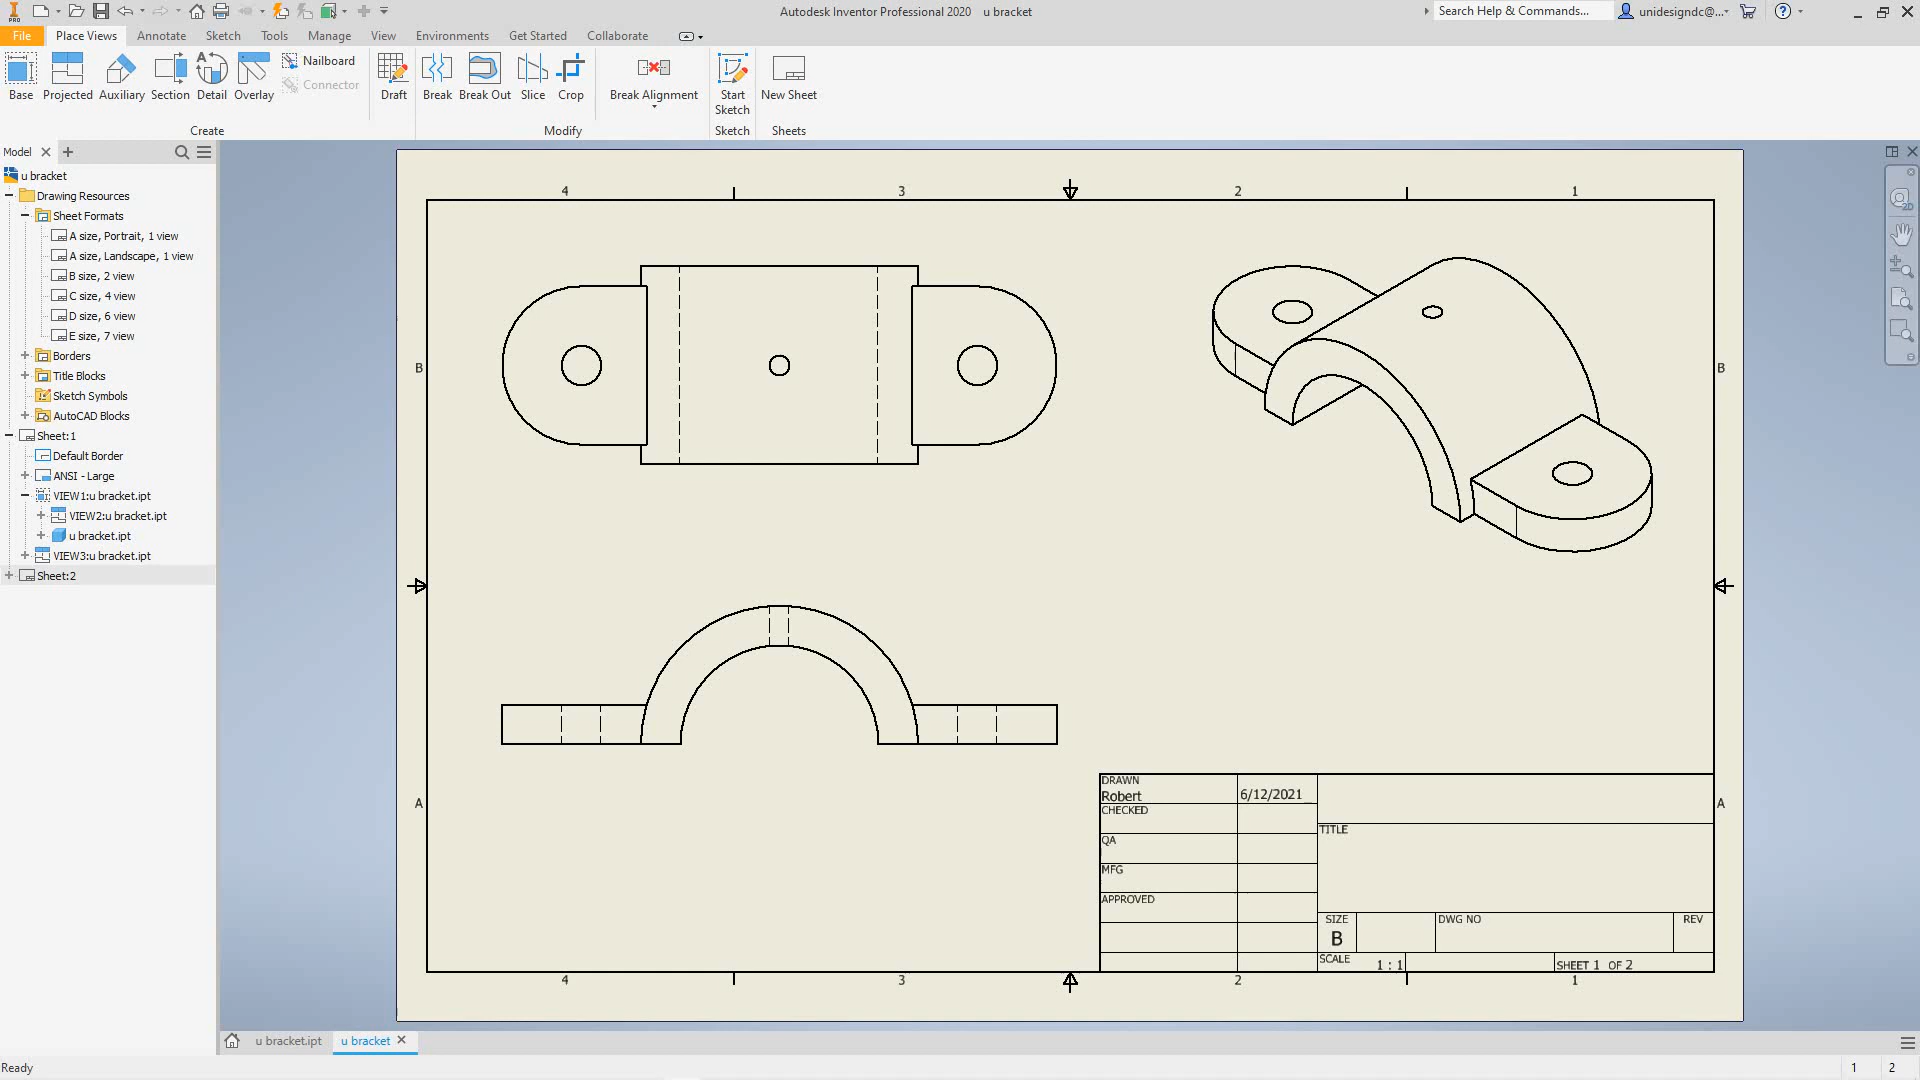 PRO
Autodesk Inventor Professional 2020 u bracket
Search Help & Commands...
unidesigndc@...
File Place Views Annotate Sketch Tools Manage View Environments Get Started Collaborate
Base
Projected
Auxiliary
Section
Detail
Overlay
Nailboard
Connector
Draft
Break
Break Out
Slice
Crop
Break Alignment
Start Sketch
New Sheet
Create
Modify
Sketch
Sheets
Model
u bracket
Drawing Resources
Sheet Formats
A size, Portrait, 1 view
A size, Landscape, 1 view
B size, 2 view
C size, 4 view
D size, 6 view
E size, 7 view
Borders
Title Blocks
Sketch Symbols
AutoCAD Blocks
Sheet:1
Default Border
ANSI - Large
VIEW1:u bracket.ipt
VIEW2:u bracket.ipt
u bracket.ipt
VIEW3:u bracket.ipt
Sheet:2
4 3 2 1
B B
A A
DRAWN
Robert 6/12/2021
CHECKED
TITLE
QA
MFG
APPROVED
SIZE DWG NO REV
B
SCALE 1 : 1 SHEET 1 OF 2
4 3 2 1
2D
u bracket.ipt u bracket
Ready 1 2